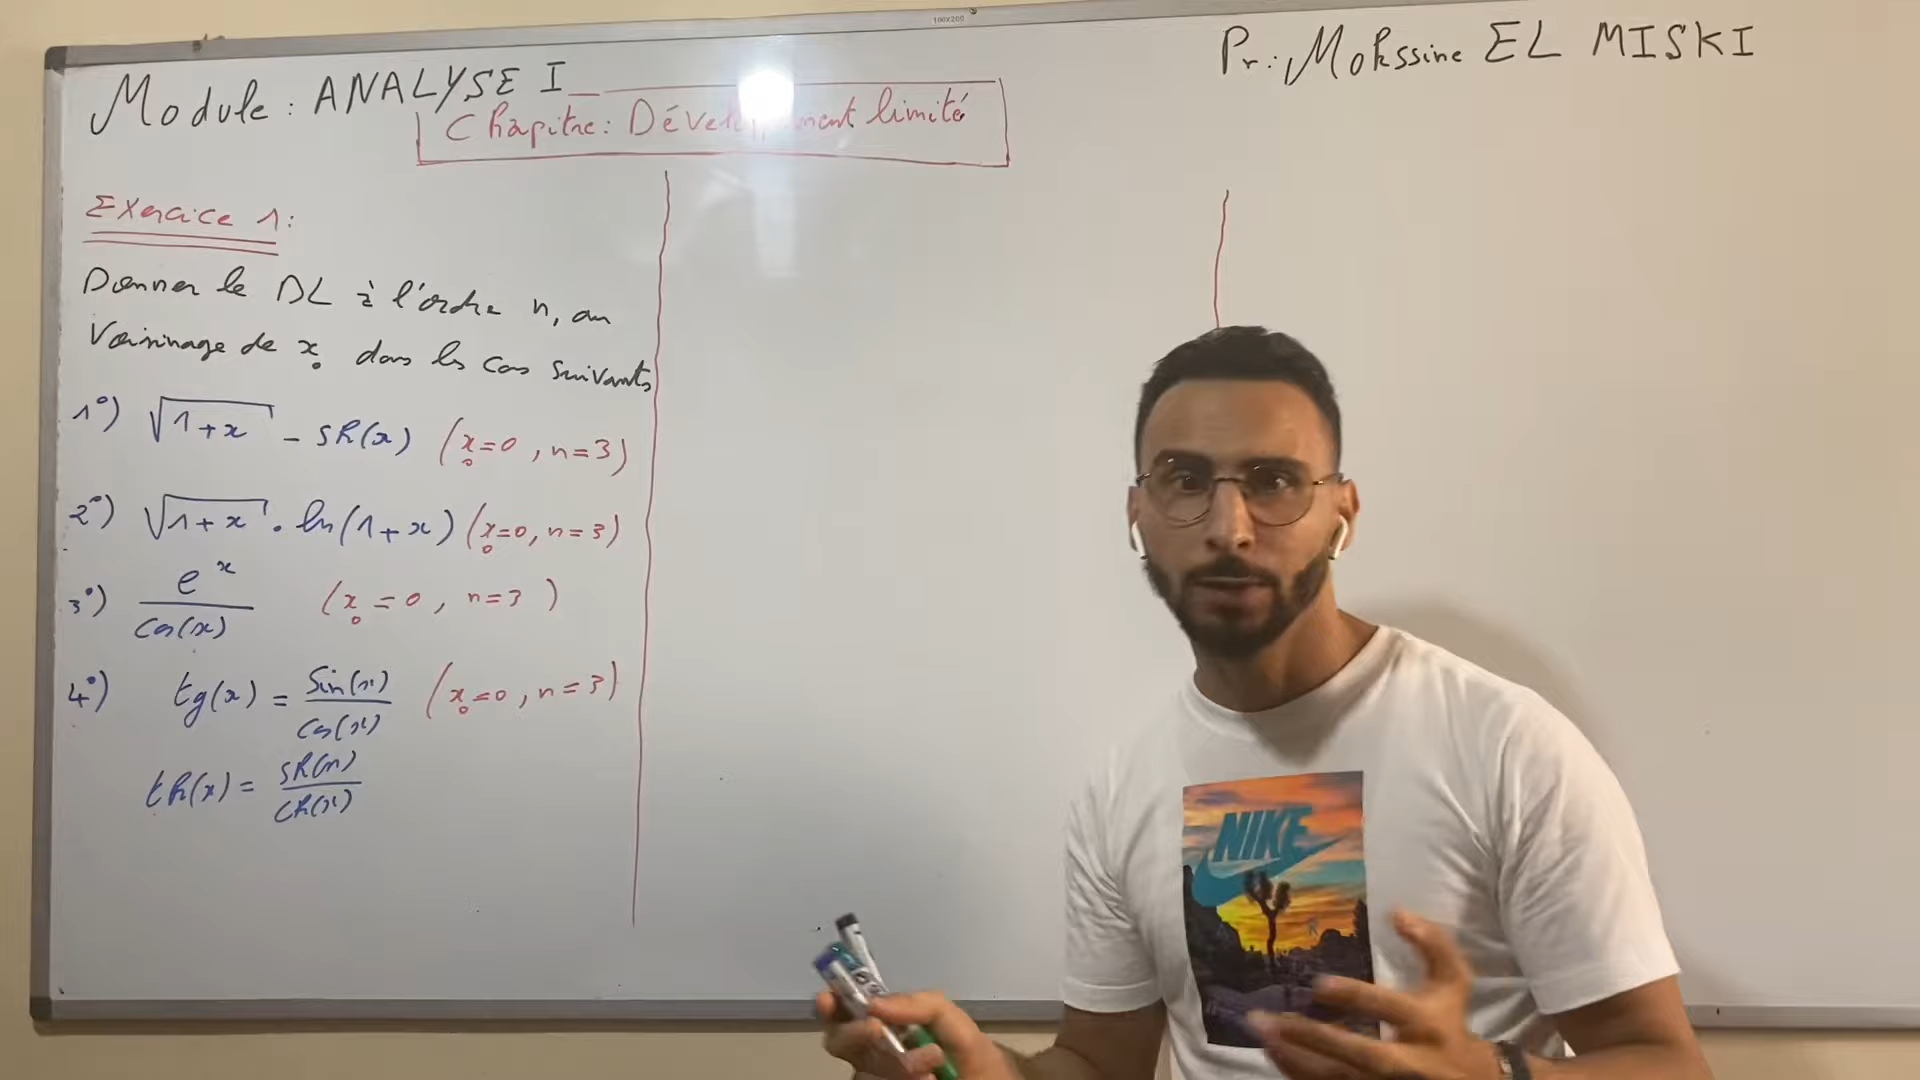 100X200
Module : ANALYSE I
Pr.: Mohssine EL MISKI
Chapitre : Développement limité
Exercice 1 :
Donner le DL à l'ordre n, au
Voisinage de x₀ dans les cas suivants
1°) √(1+x) - sh(x) (x₀=0, n=3)
2°) √(1+x) . ln(1+x) (x₀=0, n=3)
3°) e^x / cos(x) (x₀=0, n=3)
4°) tg(x) = sin(x) / cos(x) (x₀=0, n=3)
th(x) = sh(x) / ch(x)
NIKE